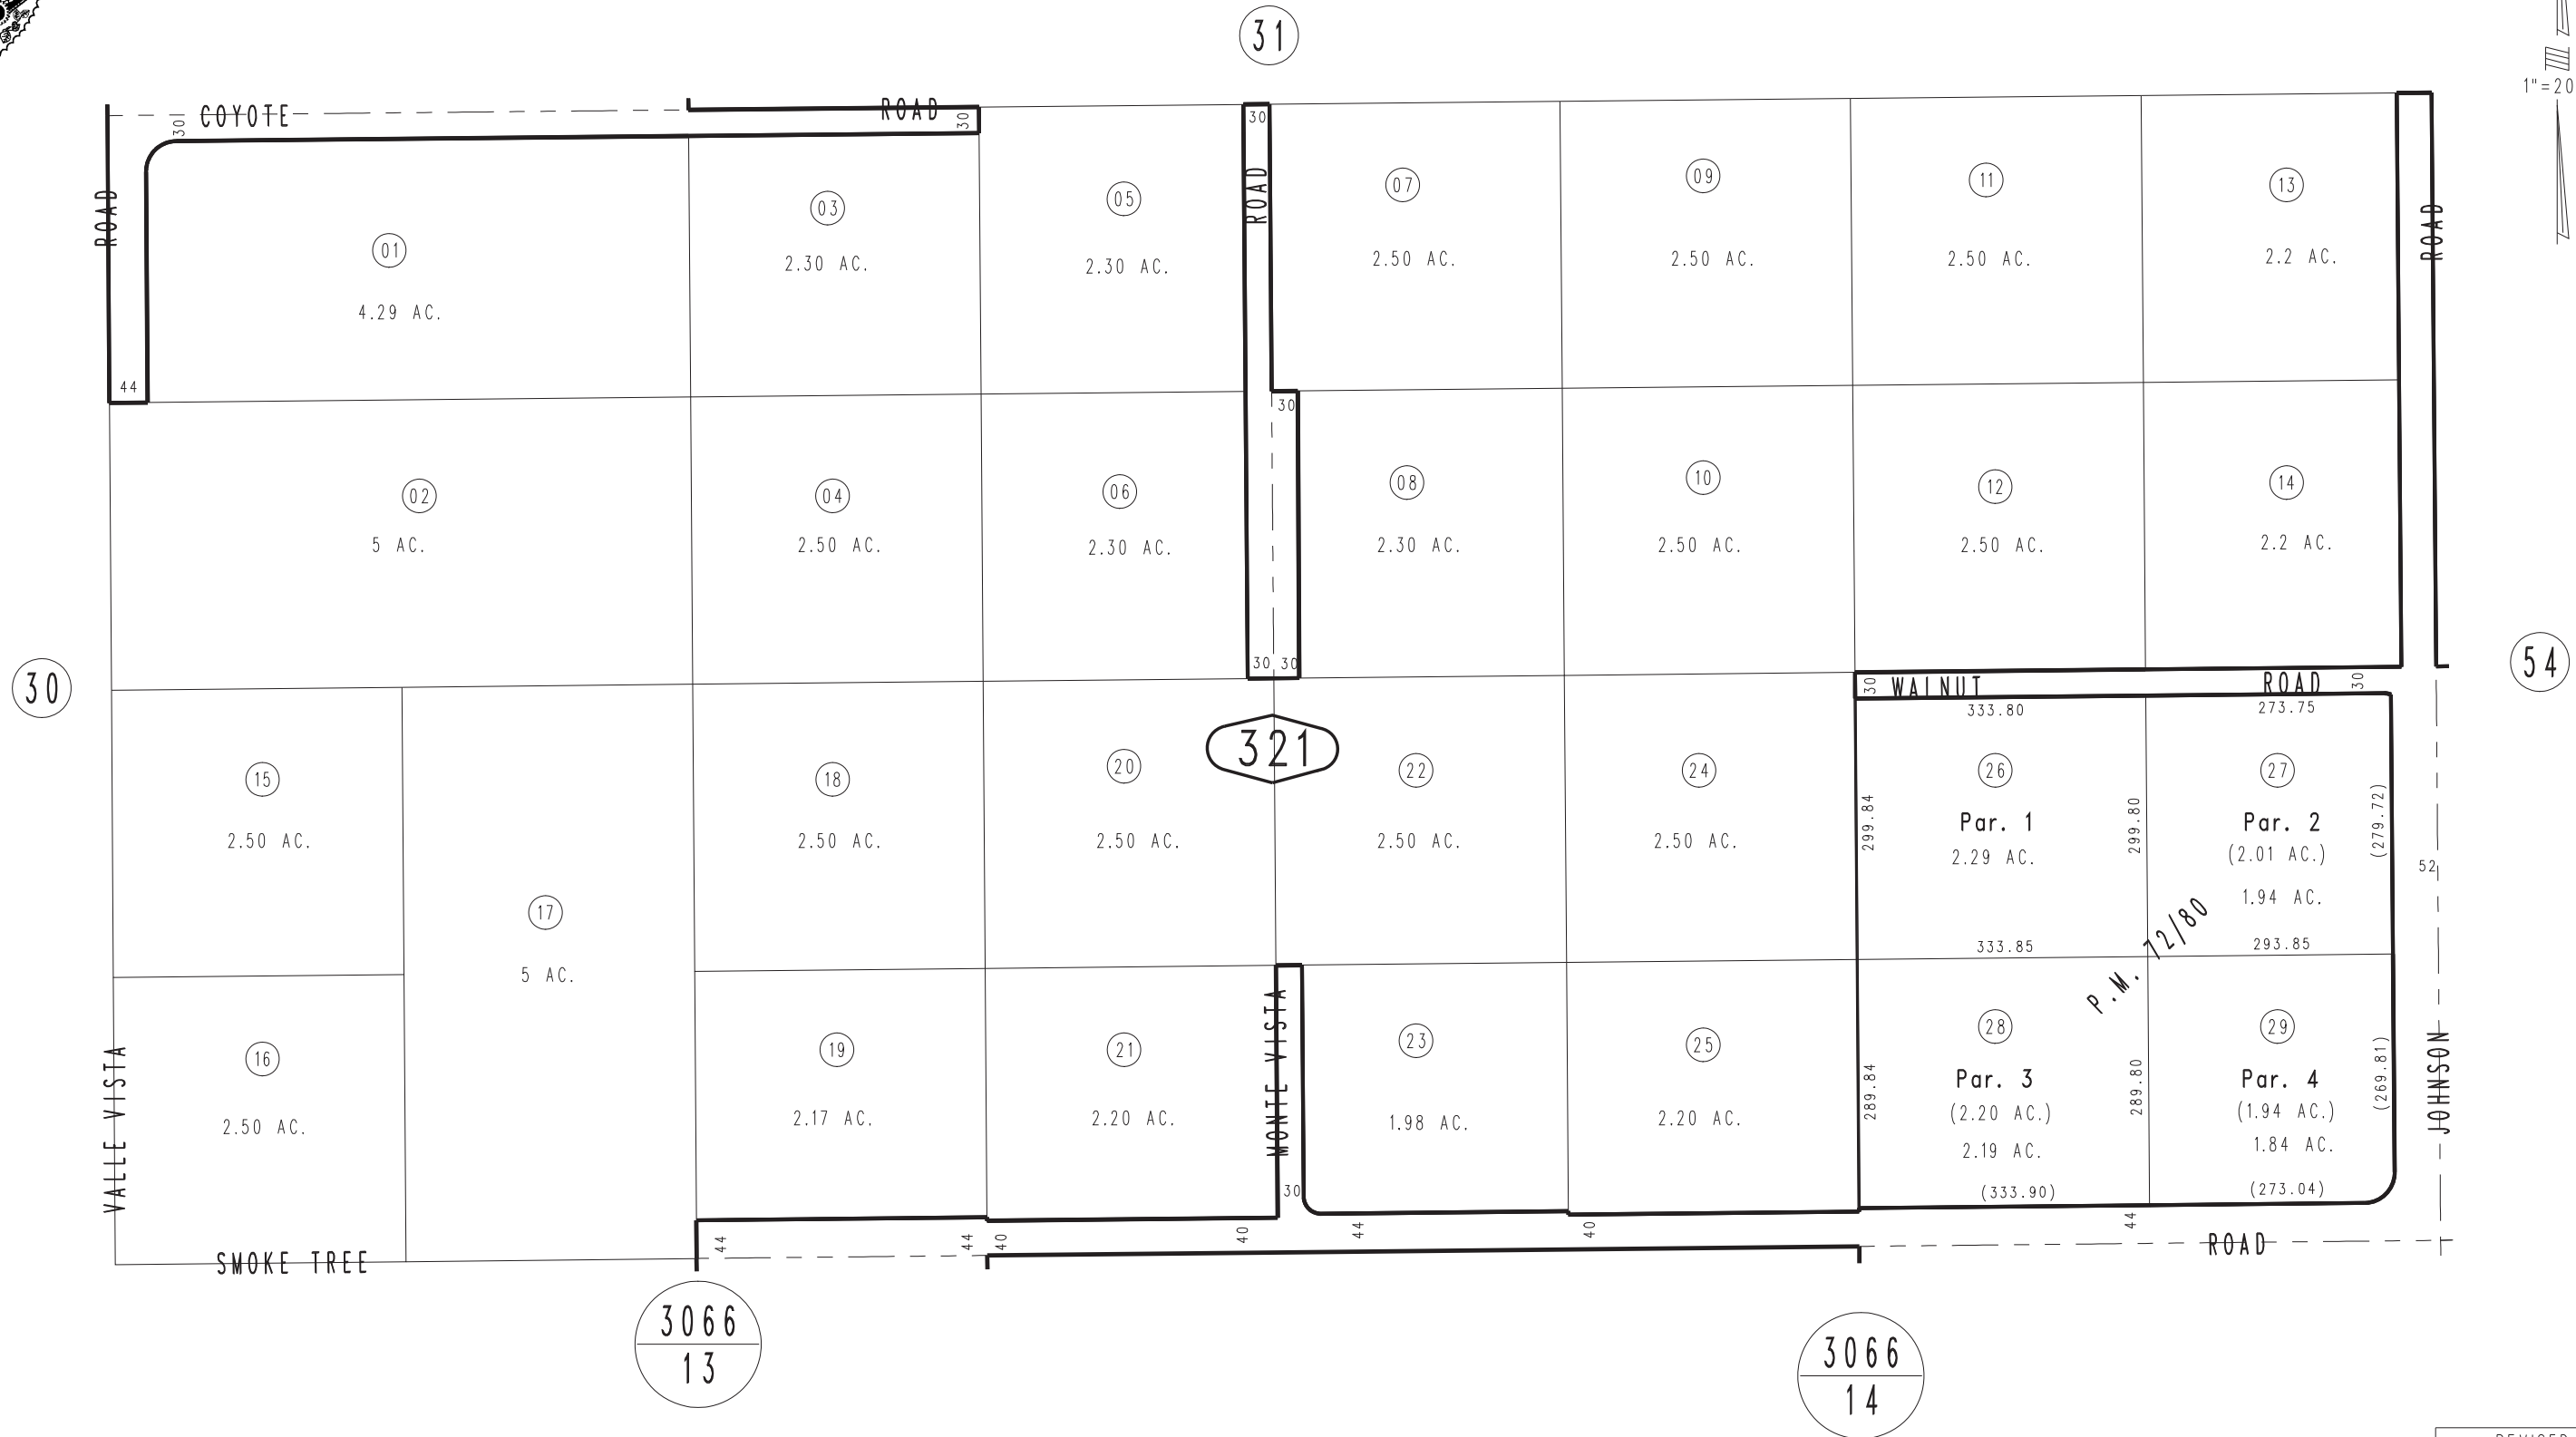 31
1"=20
COYOTE ROAD
30
30
30
ROAD
ROAD
ROAD
01
4.29 AC.
03
2.30 AC.
05
2.30 AC.
07
2.50 AC.
09
2.50 AC.
11
2.50 AC.
13
2.2 AC.
44
30
02
5 AC.
04
2.50 AC.
06
2.30 AC.
08
2.30 AC.
10
2.50 AC.
12
2.50 AC.
14
2.2 AC.
30
30 30
54
30 WALNUT ROAD 30
333.80
273.75
321
15
2.50 AC.
17
5 AC.
18
2.50 AC.
20
2.50 AC.
22
2.50 AC.
24
2.50 AC.
299.84
26
Par. 1
2.29 AC.
333.85
299.80
27
Par. 2
(2.01 AC.)
1.94 AC.
293.85
(279.72)
52
P.M. 72/80
16
2.50 AC.
19
2.17 AC.
21
2.20 AC.
MONTE VISTA
30
23
1.98 AC.
25
2.20 AC.
289.84
28
Par. 3
(2.20 AC.)
2.19 AC.
(333.90)
289.80
29
Par. 4
(1.94 AC.)
1.84 AC.
(273.04)
(269.81)
JOHNSON
VALLE VISTA
SMOKE TREE
44
44
40
40
44
40
44
ROAD
3066
13
3066
14